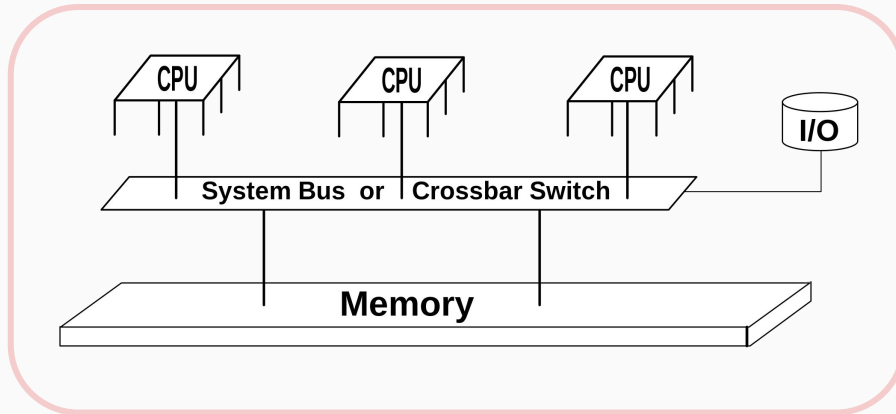 CPU
CPU
CPU
I/O
System Bus or Crossbar Switch
Memory